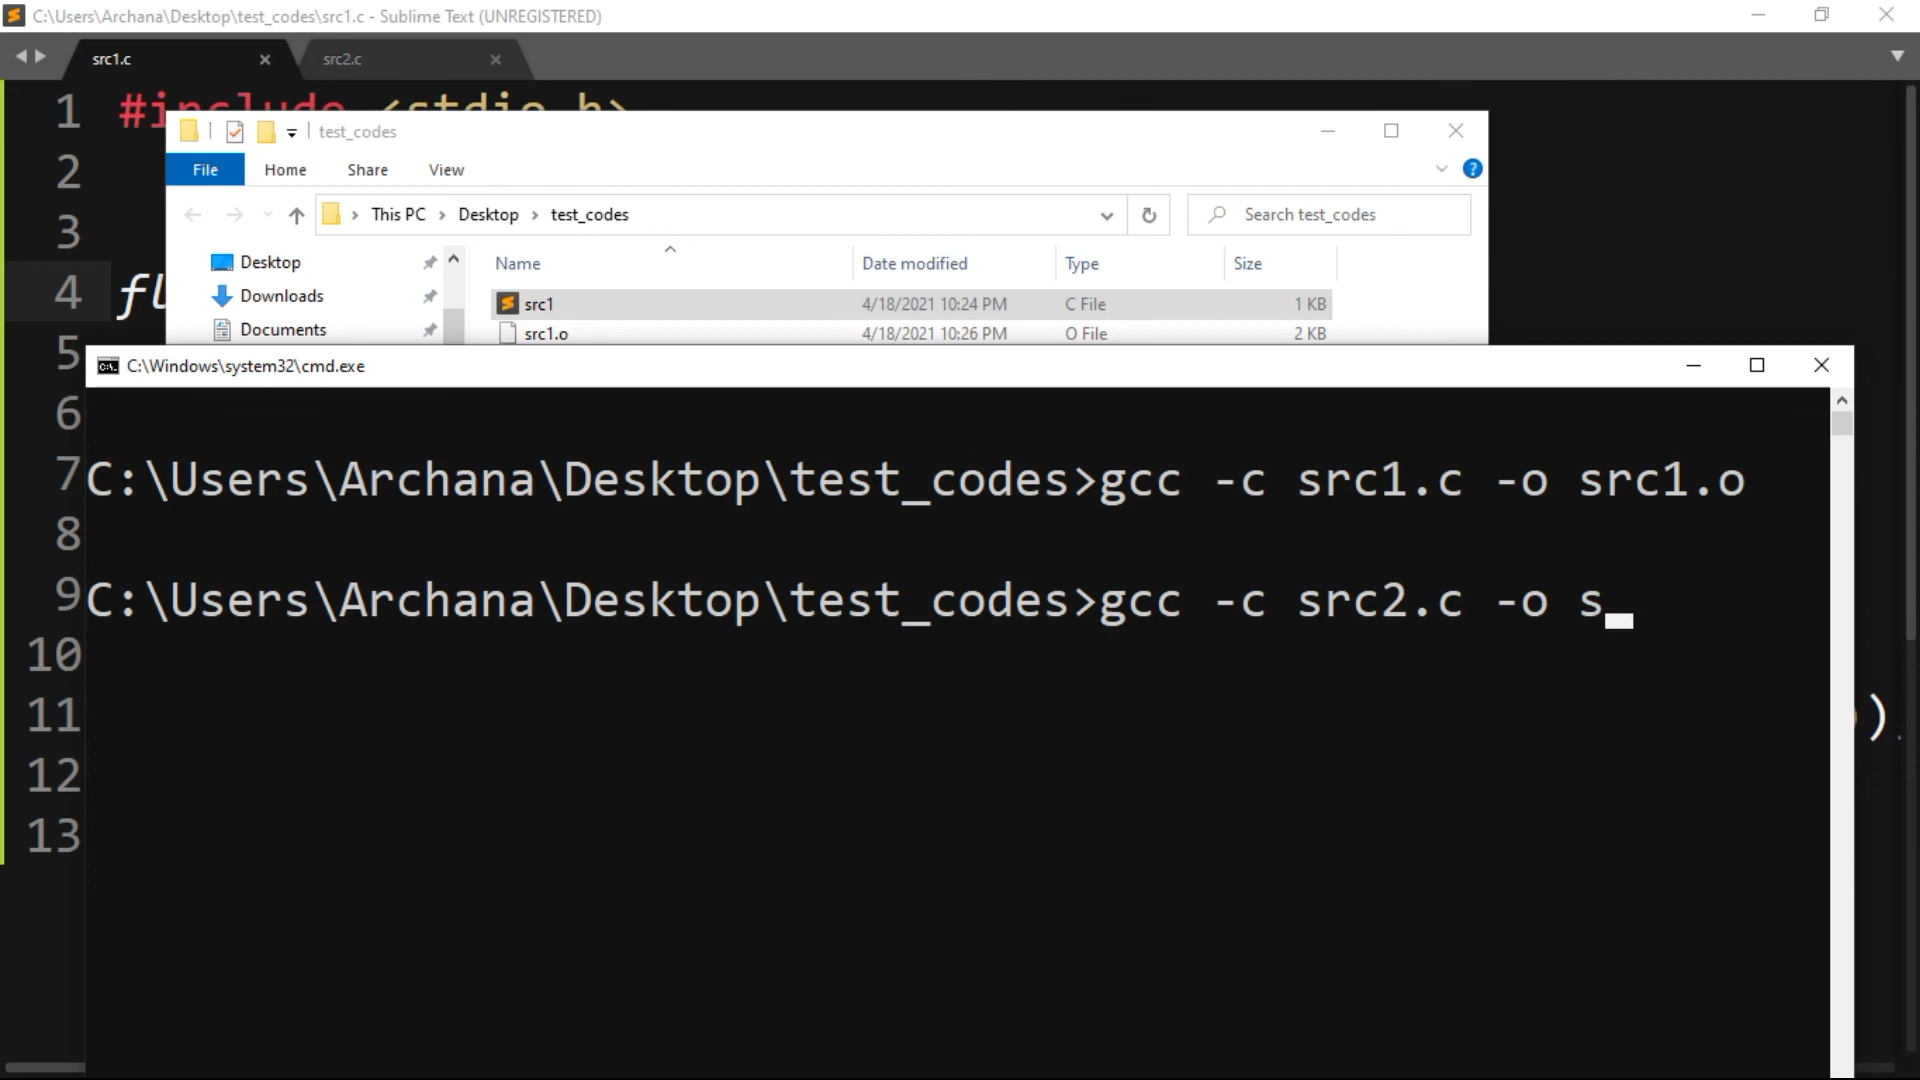 C:\Users\Archana\Desktop\test_codes\src1.c - Sublime Text (UNREGISTERED)
src1.c
src2.c
1 #include <stdio.h>
2
3
4 fl
5
6
7
8
9
10
11 )
12
13
test_codes
File Home Share View
This PC Desktop test_codes
Search test_codes
Desktop
Downloads
Documents
Name Date modified Type Size
src1 4/18/2021 10:24 PM C File 1 KB
src1.o 4/18/2021 10:26 PM O File 2 KB
C:\Windows\system32\cmd.exe
C:\Users\Archana\Desktop\test_codes>gcc -c src1.c -o src1.o
C:\Users\Archana\Desktop\test_codes>gcc -c src2.c -o s_